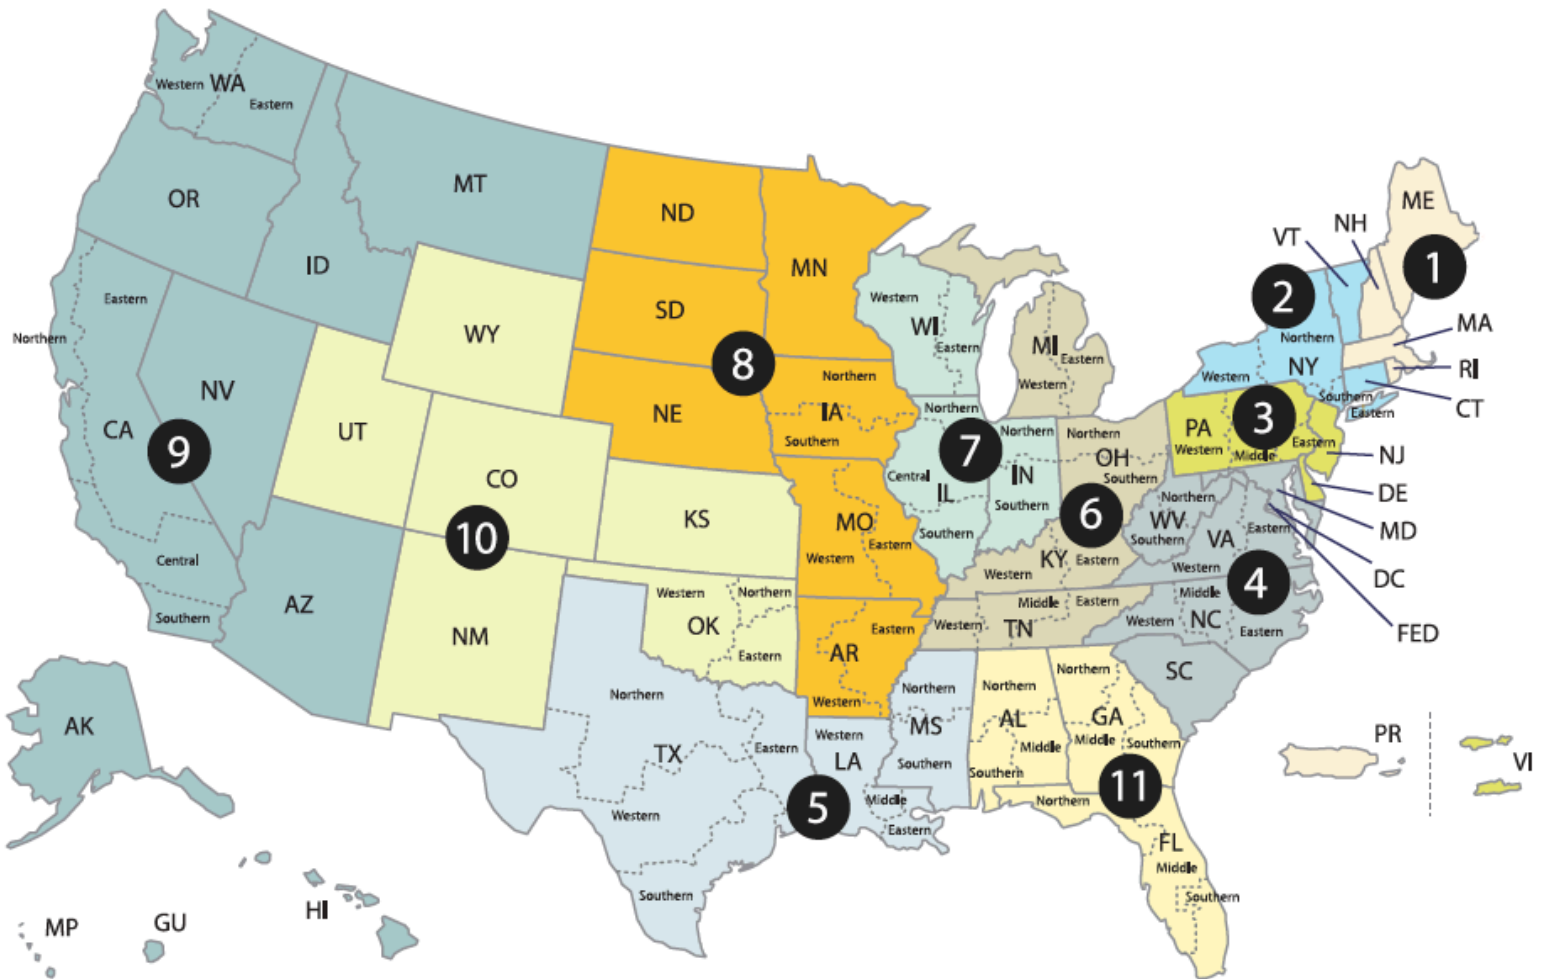 Western WA
Eastern
OR
ID
MT
ND
SD
NE
MN
8
Northern
IA
Southern
WY
UT
CO
10
KS
NM
Eastern
Northern
NV
CA
9
Central
Southern
AZ
Western
WI
Eastern
MI
Eastern
Western
Northern
7
Central
IL
Southern
Northern
IN
Southern
Northern
OH
Southern
6
KY
Western
Eastern
Middle
Eastern
Western
TN
MO
Western
Eastern
Eastern
AR
Western
Western
Northern
OK
Eastern
Northern
TX
Eastern
Western
Southern
Western
LA
5
Middle
Eastern
Northern
MS
Southern
Northern
AL
Middle
Southern
Northern
GA
Middle
Southern
11
Northern
FL
Middle
Southern
ME
NH
VT
1
2
MA
Northern
NY
Western
RI
Southern
CT
Eastern
PA
3
Western
Middle
Eastern
NJ
DE
MD
DC
FED
Northern
WV
Southern
VA
Eastern
Western
4
Middle
Western
NC
Eastern
SC
PR
VI
AK
HI
GU
MP